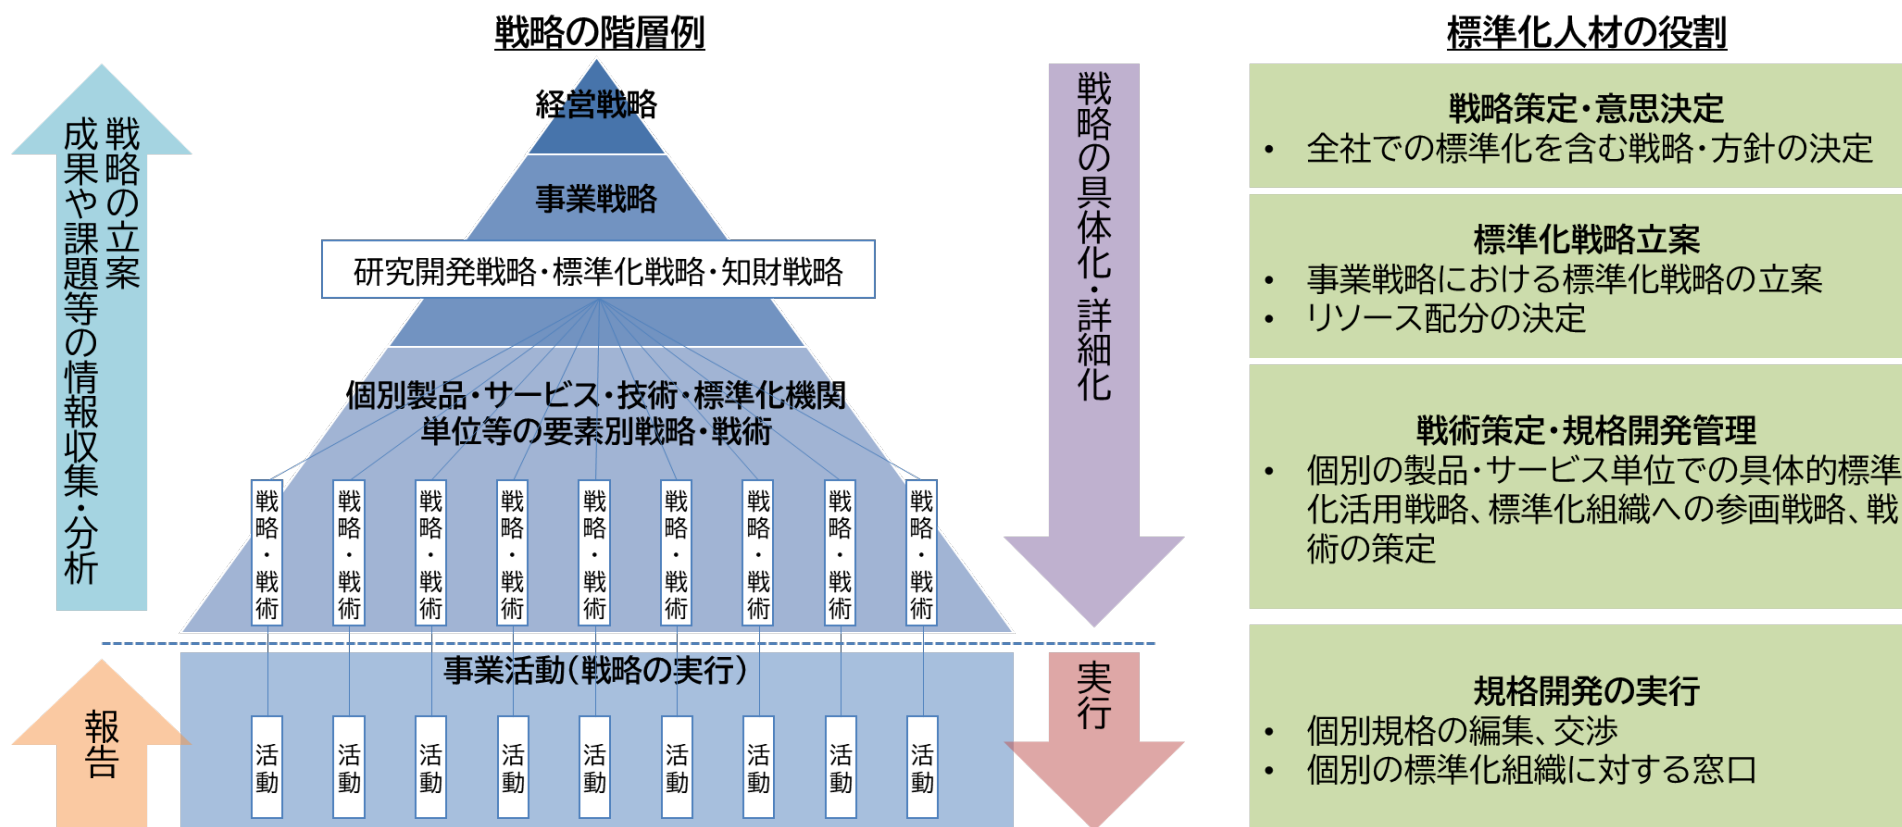 戦略の階層例
標準化人材の役割
戦略の立案
成果や課題等の情報収集・分析
報告
経営戦略
事業戦略
研究開発戦略・標準化戦略・知財戦略
個別製品・サービス・技術・標準化機関
単位等の要素別戦略・戦術
戦略・戦術
戦略・戦術
戦略・戦術
戦略・戦術
戦略・戦術
戦略・戦術
戦略・戦術
戦略・戦術
戦略・戦術
事業活動(戦略の実行)
活動
活動
活動
活動
活動
活動
活動
活動
活動
戦略の具体化・詳細化
実行
戦略策定・意思決定
• 全社での標準化を含む戦略・方針の決定
標準化戦略立案
• 事業戦略における標準化戦略の立案
• リソース配分の決定
戦術策定・規格開発管理
• 個別の製品・サービス単位での具体的標準
化活用戦略、標準化組織への参画戦略、戦
術の策定
規格開発の実行
• 個別規格の編集、交渉
• 個別の標準化組織に対する窓口